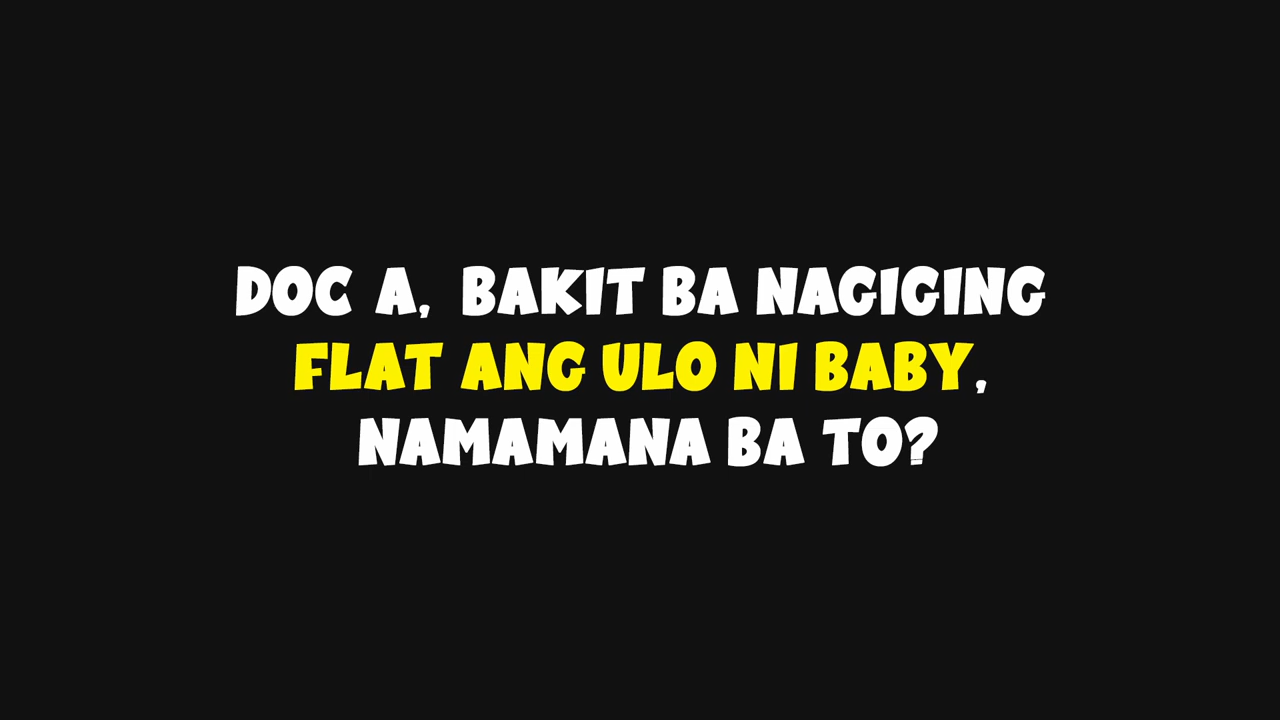 DOC A, BAKIT BA NAGIGING
FLAT ANG ULO NI BABY,
NAMAMANA BA TO?